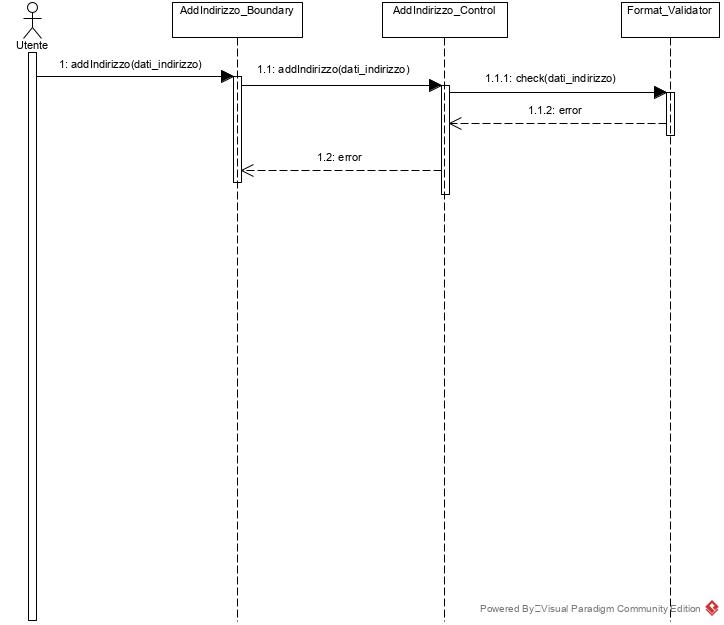 AddIndirizzo_Boundary
AddIndirizzo_Control
Format_Validator
Utente
1: addIndirizzo(dati_indirizzo)
1.1: addIndirizzo(dati_indirizzo)
1.1.1: check(dati_indirizzo)
1.1.2: error
1.2: error
Powered By Visual Paradigm Community Edition